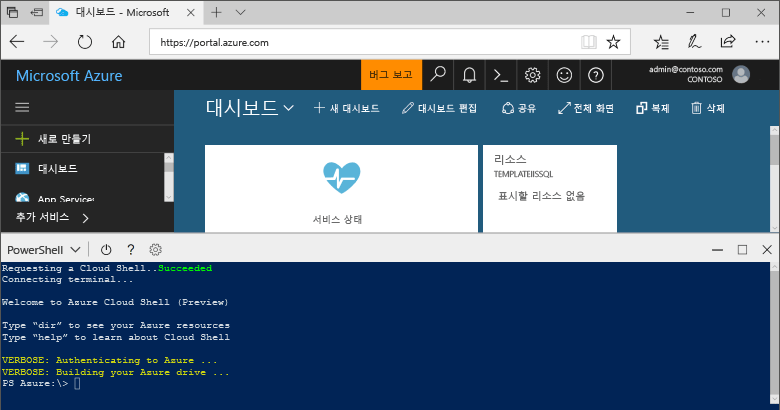 대시보드 - Microsoft
https://portal.azure.com
Microsoft Azure
버그 보고
admin@contoso.com
CONTOSO
대시보드
새 대시보드
대시보드 편집
공유
전체 화면
복제
삭제
새로 만들기
대시보드
App Services
추가 서비스
서비스 상태
리소스
TEMPLATEIISSQL
표시할 리소스 없음
PowerShell
Requesting a Cloud Shell..Succeeded
Connecting terminal...
Welcome to Azure Cloud Shell (Preview)
Type “dir” to see your Azure resources
Type “help” to learn about Cloud Shell
VERBOSE: Authenticating to Azure ...
VERBOSE: Building your Azure drive ...
PS Azure:\>